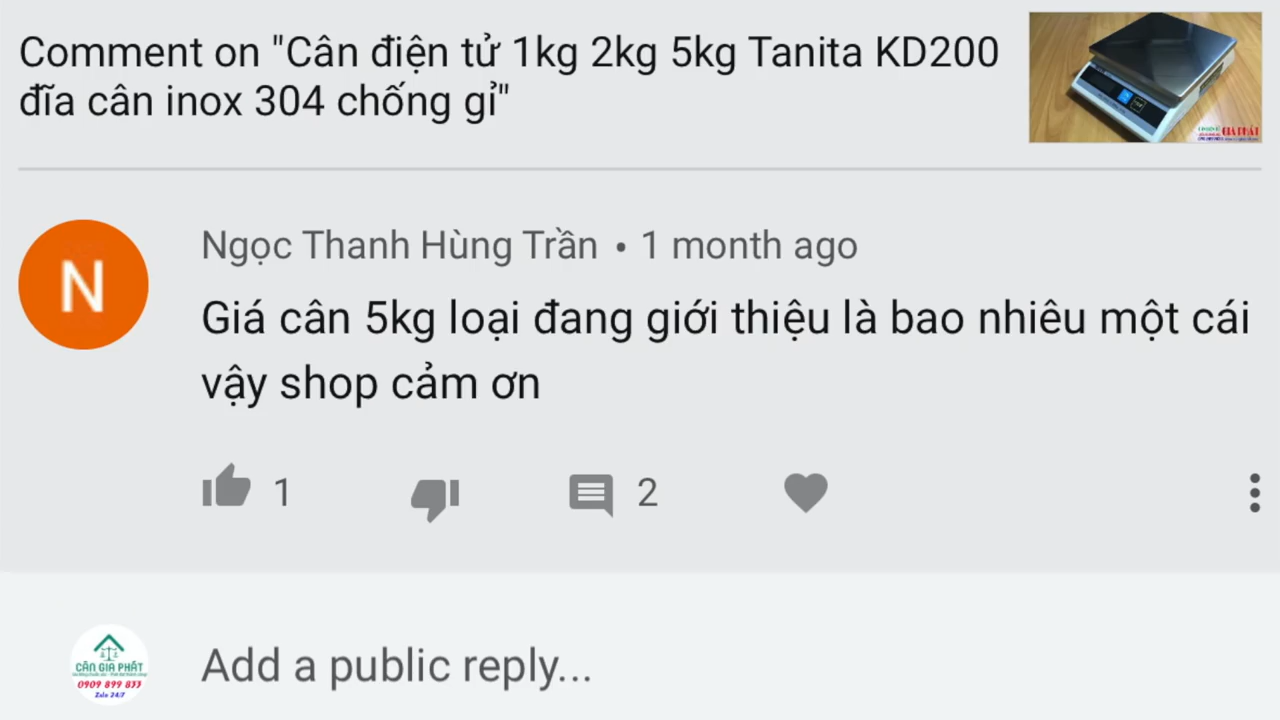 Comment on "Cân điện tử 1kg 2kg 5kg Tanita KD200
đĩa cân inox 304 chống gỉ"
GIA PHÁT
N
Ngọc Thanh Hùng Trần • 1 month ago
Giá cân 5kg loại đang giới thiệu là bao nhiêu một cái
vậy shop cảm ơn
1
2
CÂN GIA PHÁT
0909 899 833
Zalo 24/7
Add a public reply...